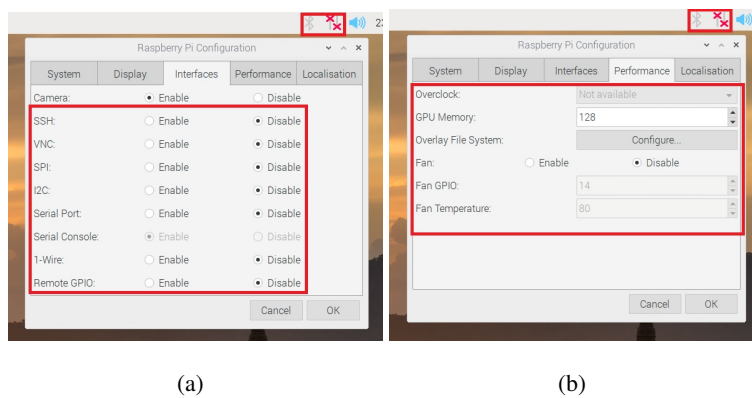 23
Raspberry Pi Configuration
System Display Interfaces Performance Localisation
Camera: Enable Disable
SSH: Enable Disable
VNC: Enable Disable
SPI: Enable Disable
I2C: Enable Disable
Serial Port: Enable Disable
Serial Console: Enable Disable
1-Wire: Enable Disable
Remote GPIO: Enable Disable
Cancel OK
(a)
Raspberry Pi Configuration
System Display Interfaces Performance Localisation
Overclock: Not available
GPU Memory: 128
Overlay File System: Configure...
Fan: Enable Disable
Fan GPIO: 14
Fan Temperature: 80
Cancel OK
(b)